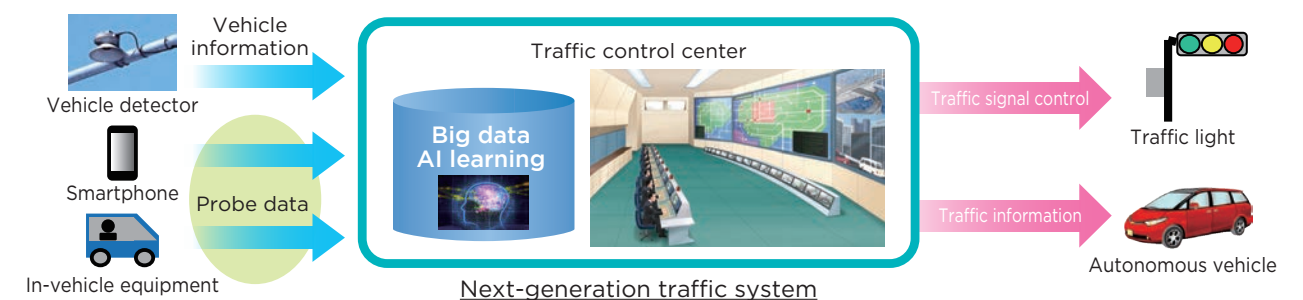 Vehicle
information
Vehicle detector
Smartphone
Probe data
In-vehicle equipment
Traffic control center
Big data
AI learning
Next-generation traffic system
Traffic signal control
Traffic light
Traffic information
Autonomous vehicle